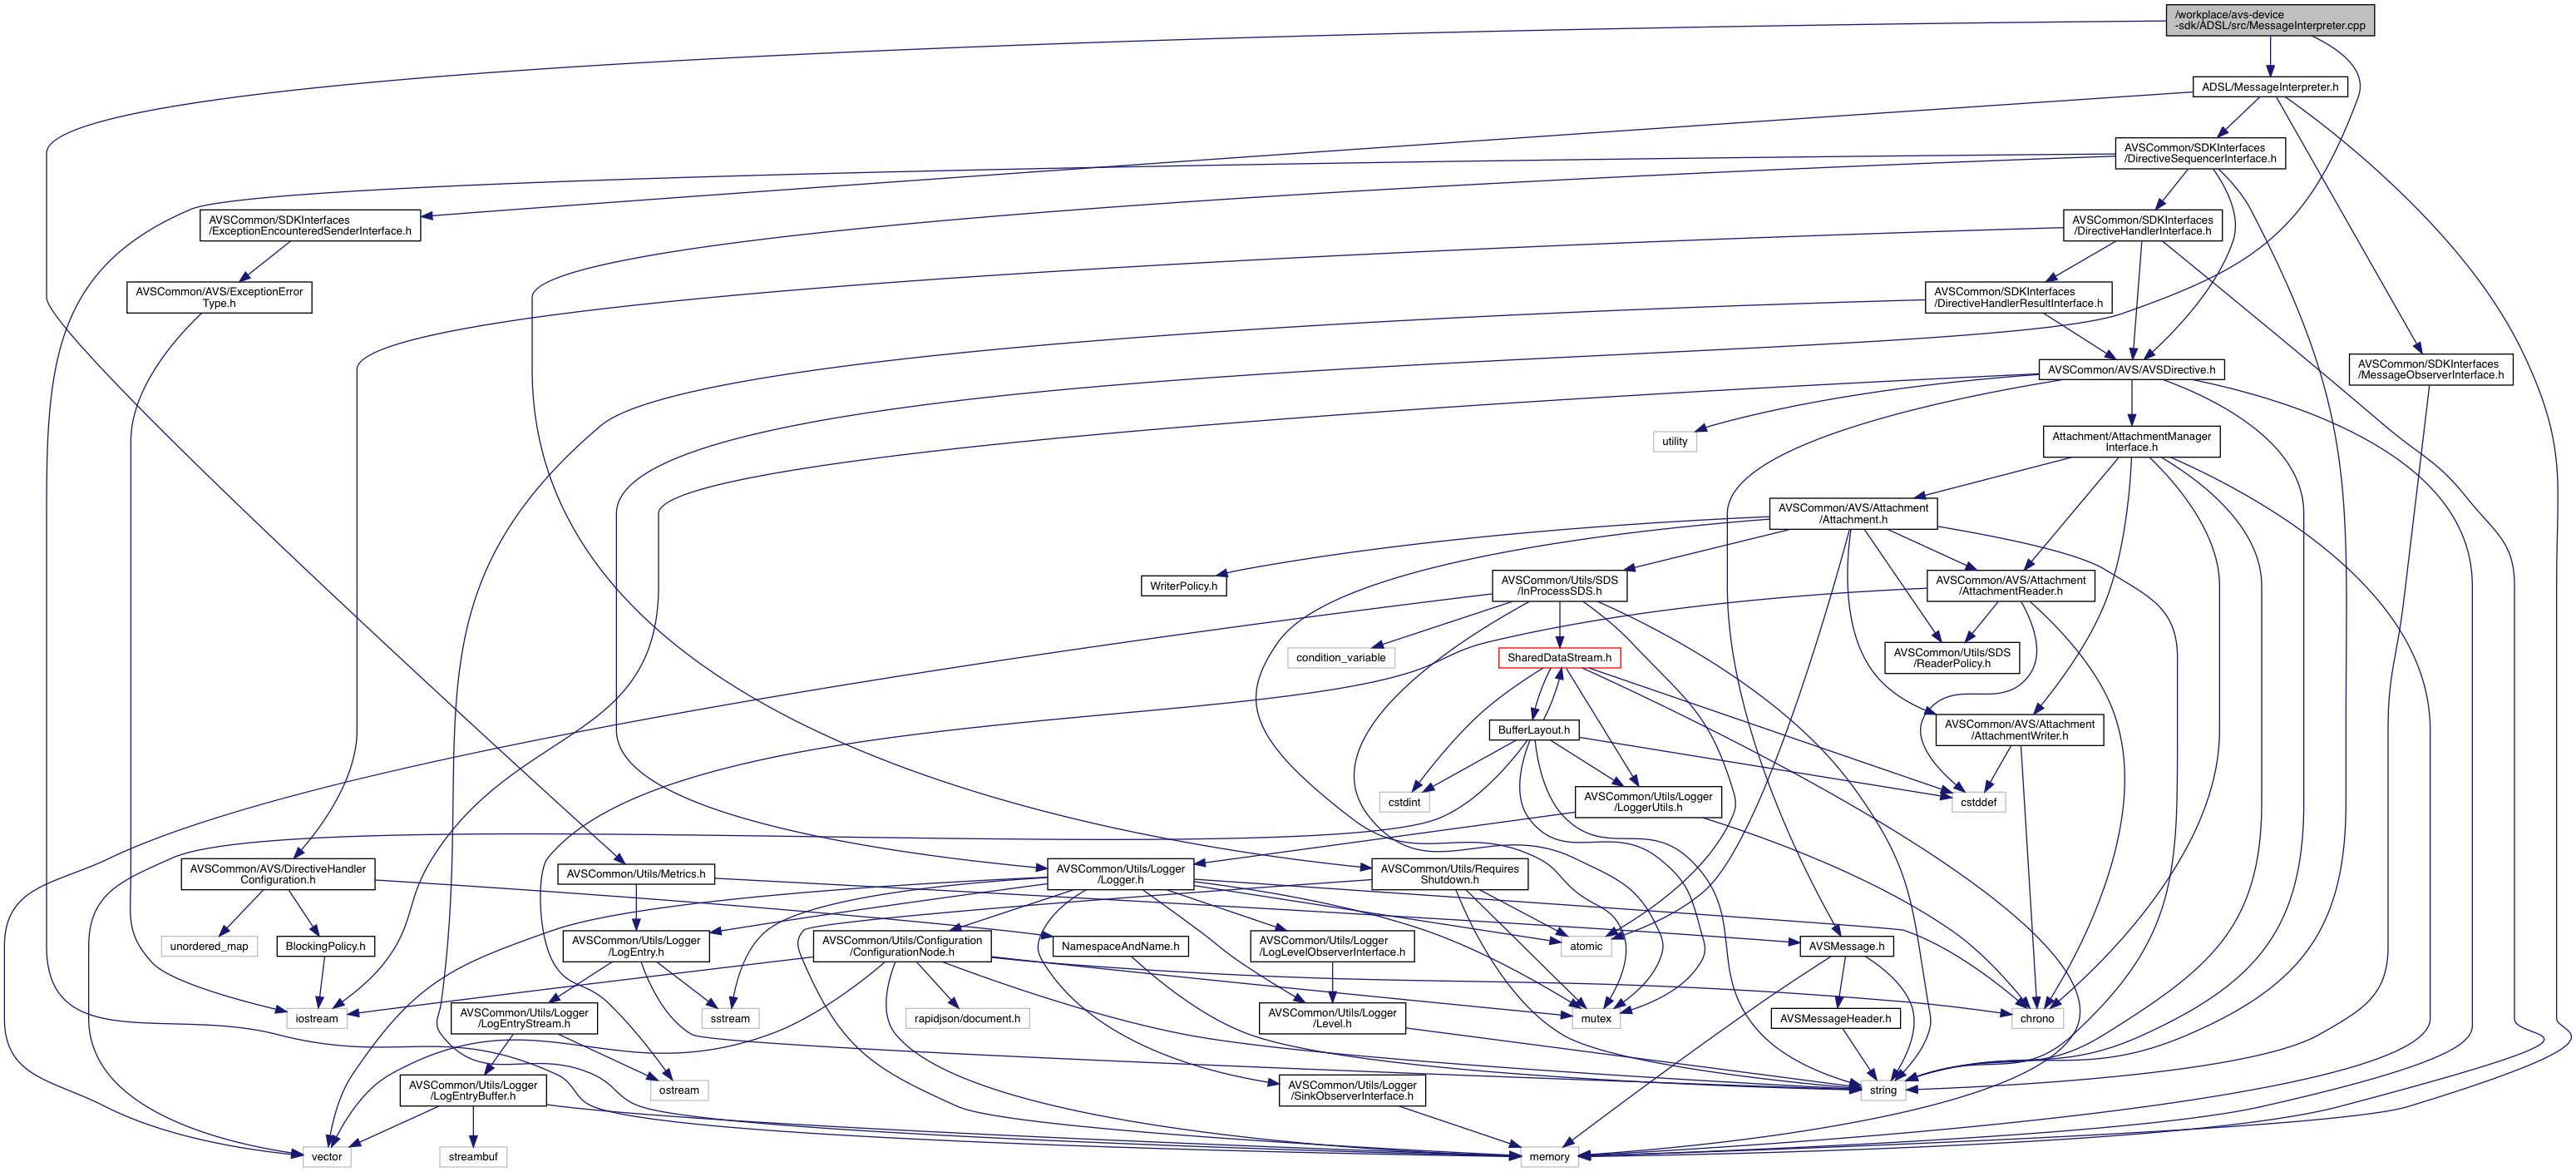 /workplace/avs-device
-sdk/ADSL/src/MessageInterpreter.cpp
ADSL/MessageInterpreter.h
AVSCommon/SDKInterfaces
/DirectiveSequencerInterface.h
AVSCommon/SDKInterfaces
/ExceptionEncounteredSenderInterface.h
AVSCommon/SDKInterfaces
/DirectiveHandlerInterface.h
AVSCommon/AVS/ExceptionError
Type.h
AVSCommon/SDKInterfaces
/DirectiveHandlerResultInterface.h
AVSCommon/AVS/AVSDirective.h
AVSCommon/SDKInterfaces
/MessageObserverInterface.h
utility
Attachment/AttachmentManager
Interface.h
AVSCommon/AVS/Attachment
/Attachment.h
WriterPolicy.h
AVSCommon/Utils/SDS
/InProcessSDS.h
AVSCommon/AVS/Attachment
/AttachmentReader.h
condition_variable
SharedDataStream.h
AVSCommon/Utils/SDS
/ReaderPolicy.h
BufferLayout.h
AVSCommon/AVS/Attachment
/AttachmentWriter.h
cstdint
AVSCommon/Utils/Logger
/LoggerUtils.h
cstddef
AVSCommon/AVS/DirectiveHandler
Configuration.h
AVSCommon/Utils/Metrics.h
AVSCommon/Utils/Logger
/Logger.h
AVSCommon/Utils/Requires
Shutdown.h
unordered_map
BlockingPolicy.h
AVSCommon/Utils/Logger
/LogEntry.h
AVSCommon/Utils/Configuration
/ConfigurationNode.h
NamespaceAndName.h
AVSCommon/Utils/Logger
/LogLevelObserverInterface.h
atomic
AVSMessage.h
iostream
AVSCommon/Utils/Logger
/LogEntryStream.h
sstream
rapidjson/document.h
AVSCommon/Utils/Logger
/Level.h
mutex
AVSMessageHeader.h
chrono
AVSCommon/Utils/Logger
/LogEntryBuffer.h
ostream
AVSCommon/Utils/Logger
/SinkObserverInterface.h
string
vector
streambuf
memory